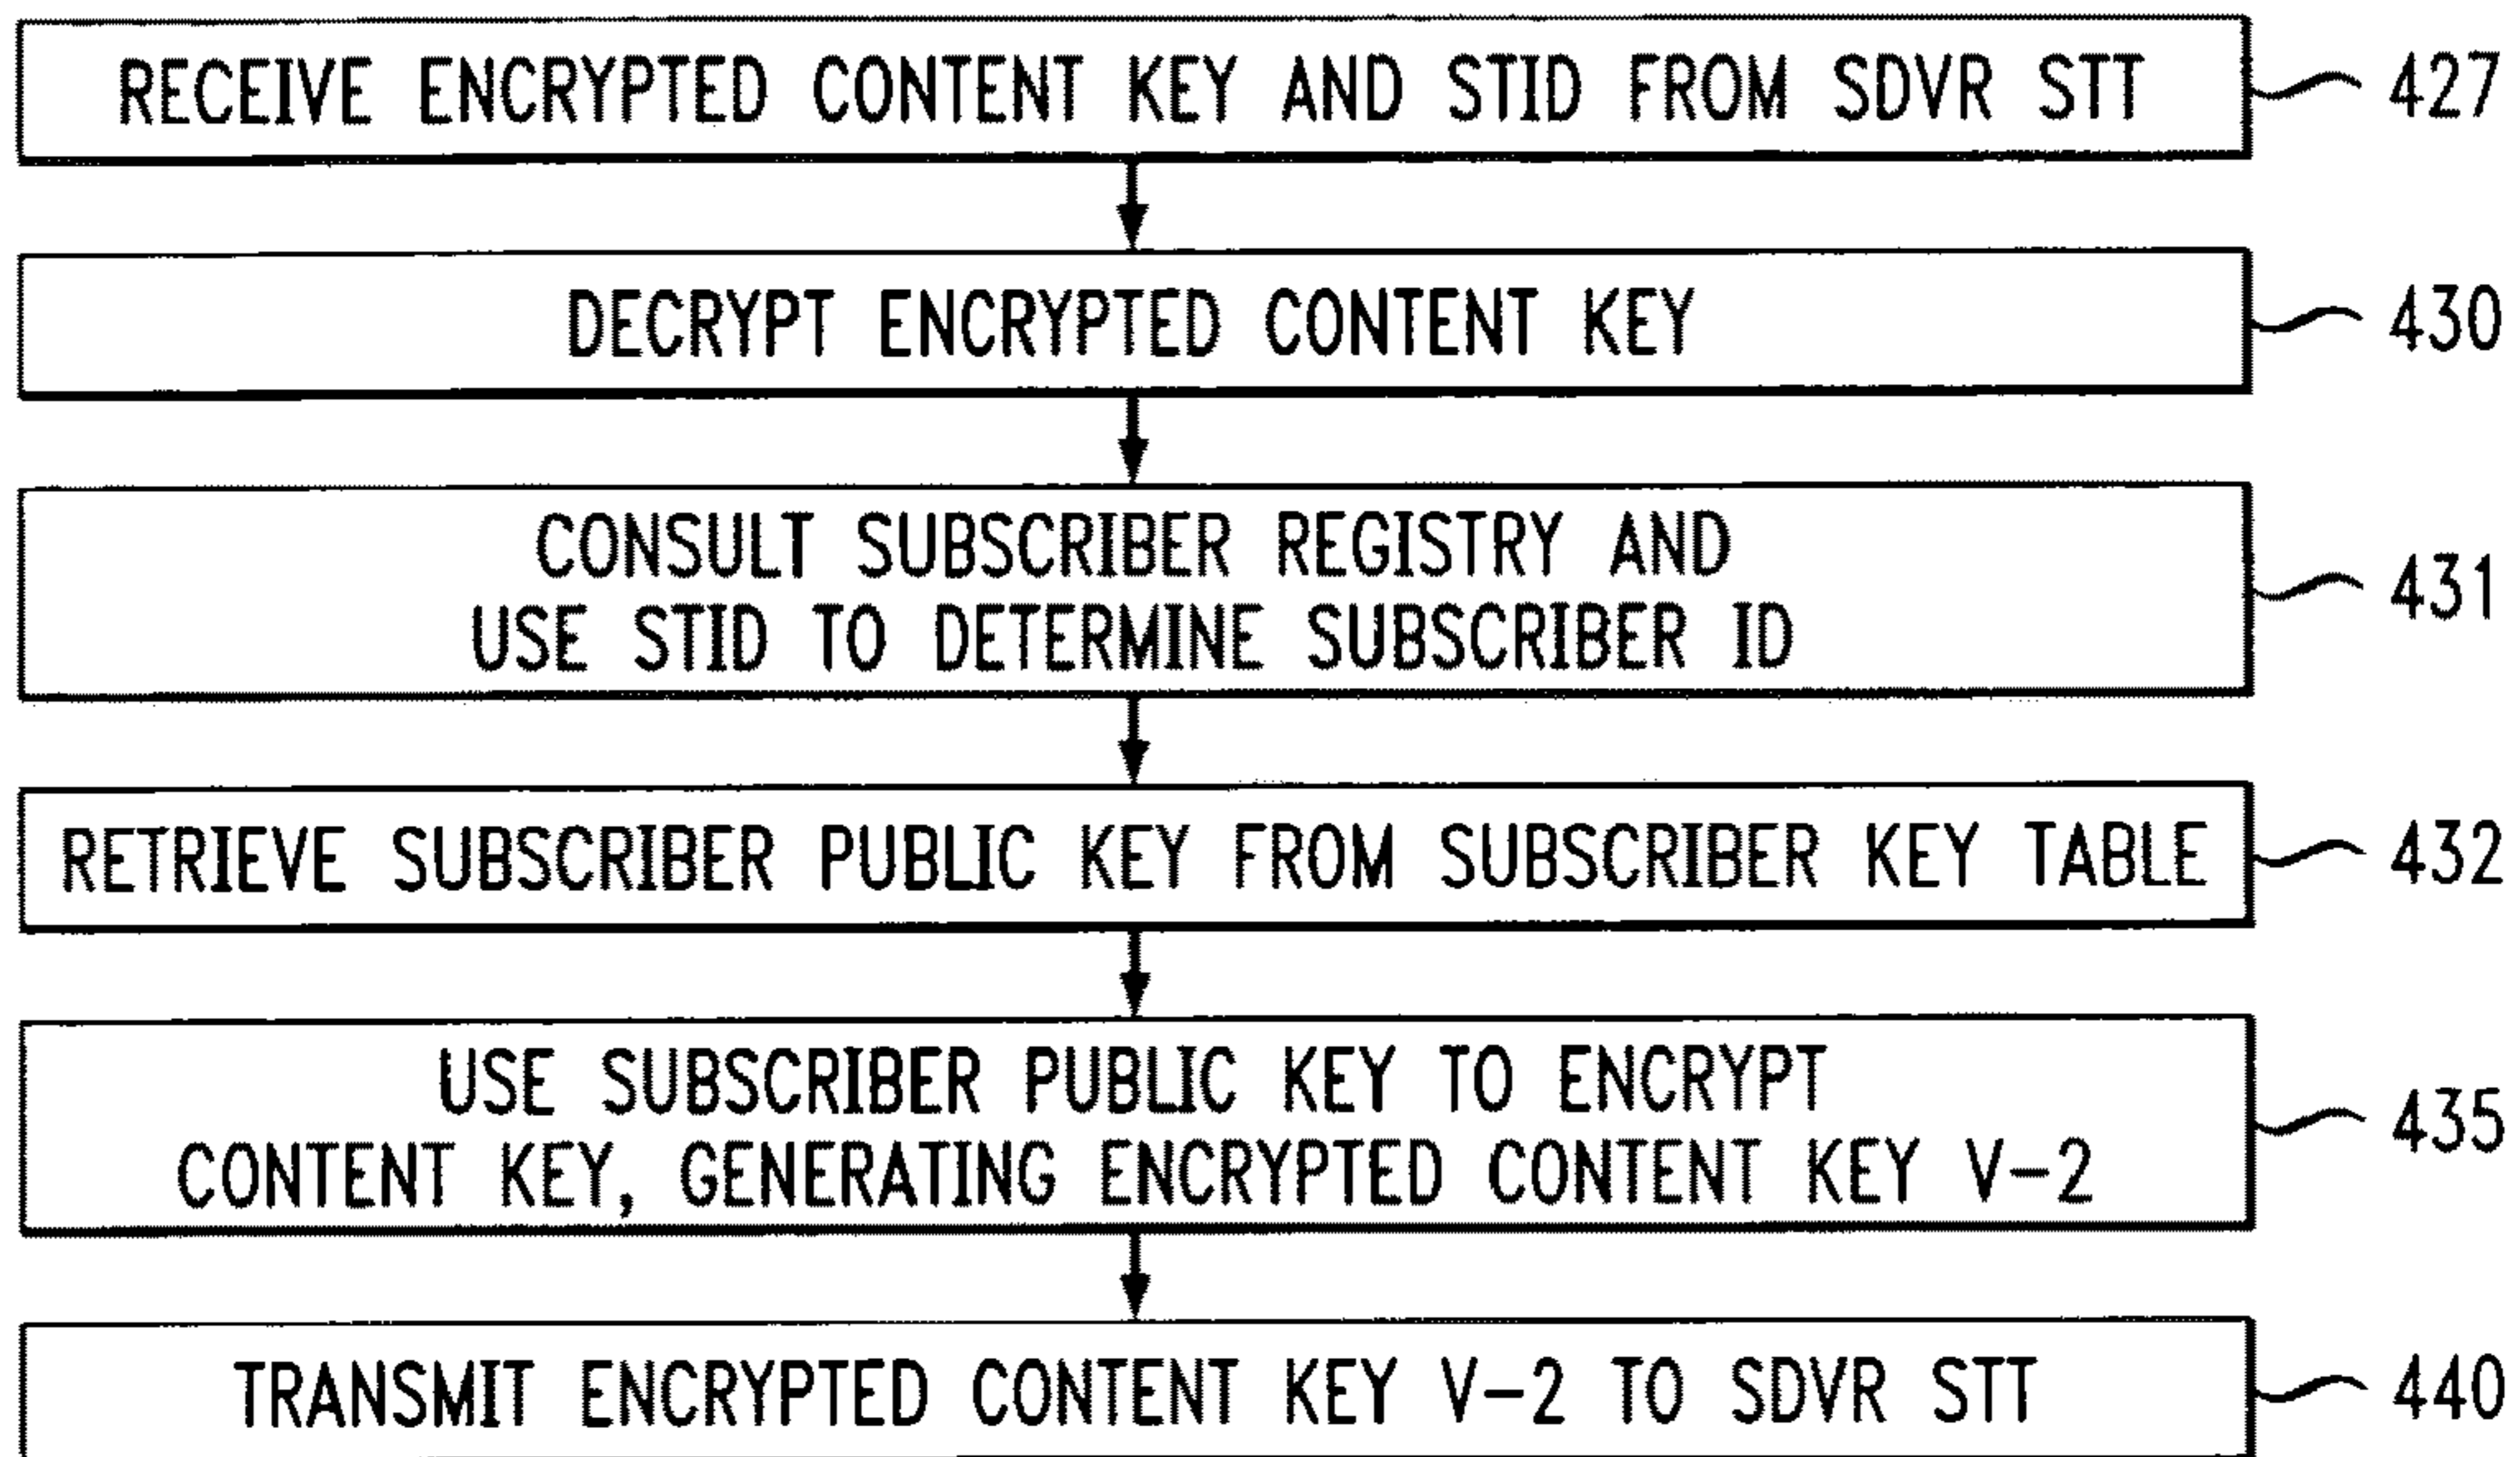 RECEIVE ENCRYPTED CONTENT KEY AND STID FROM SDVR STT 427
DECRYPT ENCRYPTED CONTENT KEY 430
CONSULT SUBSCRIBER REGISTRY AND
USE STID TO DETERMINE SUBSCRIBER ID 431
RETRIEVE SUBSCRIBER PUBLIC KEY FROM SUBSCRIBER KEY TABLE 432
USE SUBSCRIBER PUBLIC KEY TO ENCRYPT
CONTENT KEY, GENERATING ENCRYPTED CONTENT KEY V-2 435
TRANSMIT ENCRYPTED CONTENT KEY V-2 TO SDVR STT 440